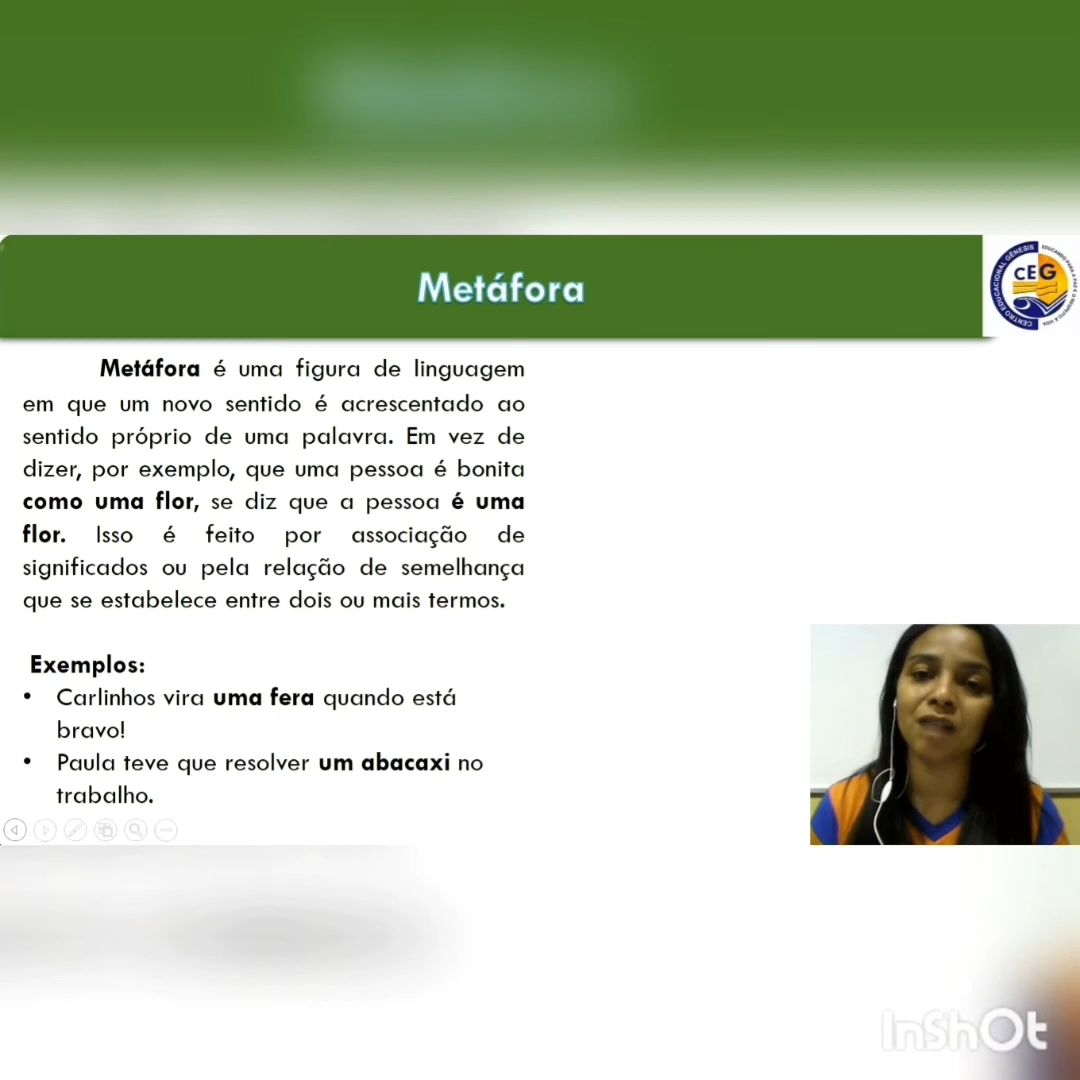 Metáfora
CENTRO EDUCACIONAL GÊNESIS
CEG
Metáfora é uma figura de linguagem
em que um novo sentido é acrescentado ao
sentido próprio de uma palavra. Em vez de
dizer, por exemplo, que uma pessoa é bonita
como uma flor, se diz que a pessoa é uma
flor. Isso é feito por associação de
significados ou pela relação de semelhança
que se estabelece entre dois ou mais termos.
Exemplos:
• Carlinhos vira uma fera quando está
bravo!
• Paula teve que resolver um abacaxi no
trabalho.
InShOt